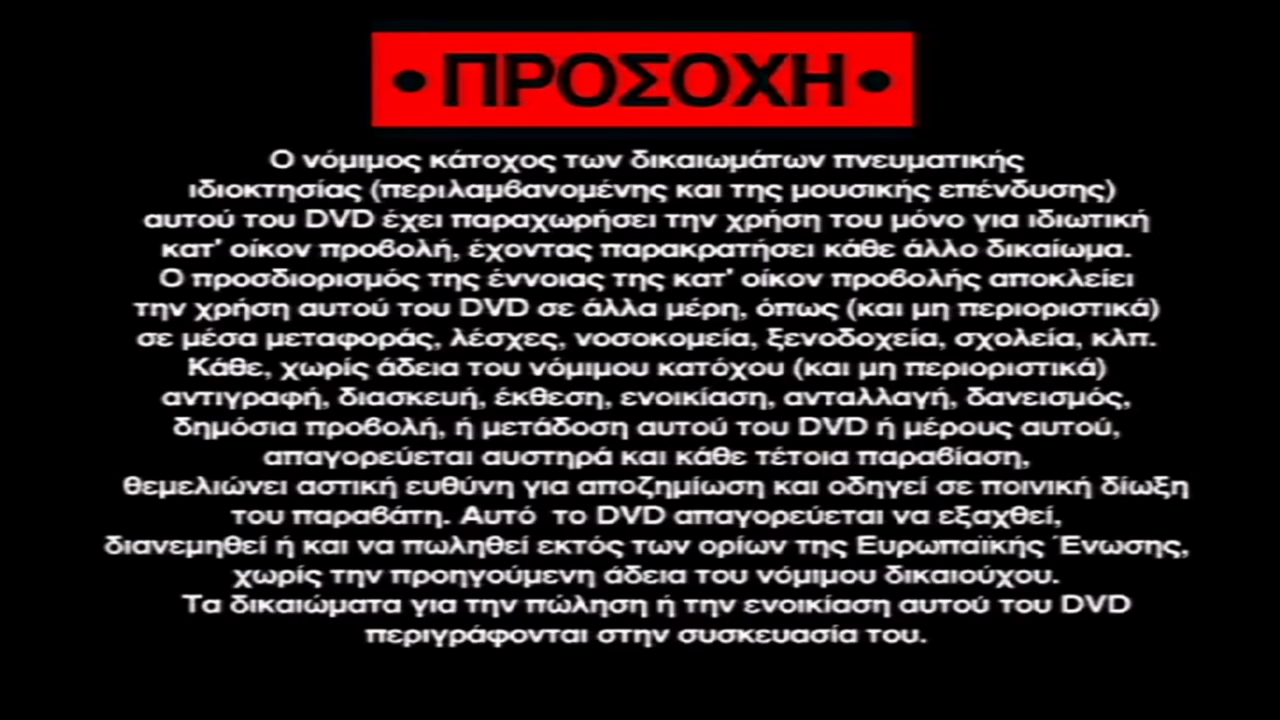 • ΠΡΟΣΟΧΗ •
Ο νόμιμος κάτοχος των δικαιωμάτων πνευματικής
ιδιοκτησίας (περιλαμβανομένης και της μουσικής επένδυσης)
αυτού του DVD έχει παραχωρήσει την χρήση του μόνο για ιδιωτική
κατ' οίκον προβολή, έχοντας παρακρατήσει κάθε άλλο δικαίωμα.
Ο προσδιορισμός της έννοιας της κατ' οίκον προβολής αποκλείει
την χρήση αυτού του DVD σε άλλα μέρη, όπως (και μη περιοριστικά)
σε μέσα μεταφοράς, λέσχες, νοσοκομεία, ξενοδοχεία, σχολεία, κλπ.
Κάθε, χωρίς άδεια του νόμιμου κατόχου (και μη περιοριστικά)
αντιγραφή, διασκευή, έκθεση, ενοικίαση, ανταλλαγή, δανεισμός,
δημόσια προβολή, ή μετάδοση αυτού του DVD ή μέρους αυτού,
απαγορεύεται αυστηρά και κάθε τέτοια παραβίαση,
θεμελιώνει αστική ευθύνη για αποζημίωση και οδηγεί σε ποινική δίωξη
του παραβάτη. Αυτό το DVD απαγορεύεται να εξαχθεί,
διανεμηθεί ή και να πωληθεί εκτός των ορίων της Ευρωπαϊκής Ένωσης,
χωρίς την προηγούμενη άδεια του νόμιμου δικαιούχου.
Τα δικαιώματα για την πώληση ή την ενοικίαση αυτού του DVD
περιγράφονται στην συσκευασία του.